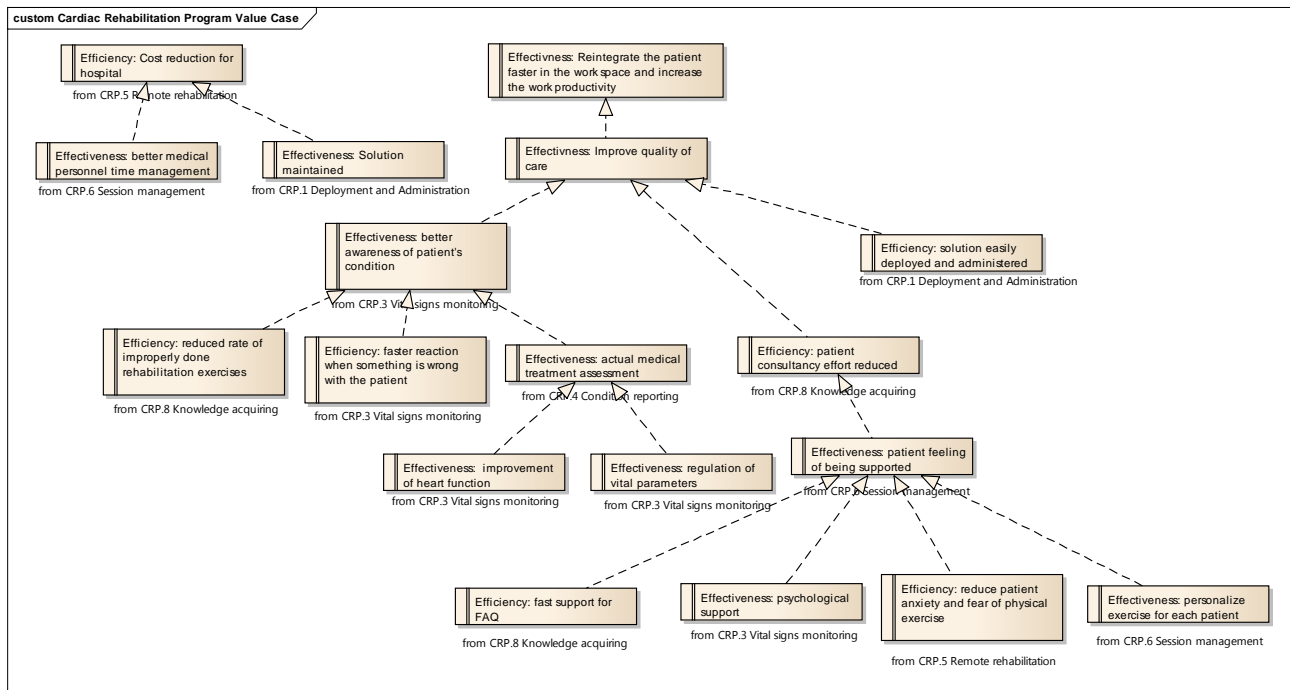 custom Cardiac Rehabilitation Program Value Case
Efficiency: Cost reduction for
hospital
from CRP.5 Remote rehabilitation
Effectivness: Reintegrate the patient
faster in the work space and increase
the work productivity
Effectiveness: better medical
personnel time management
from CRP.6 Session management
Effectiveness: Solution
maintained
from CRP.1 Deployment and Administration
Effectivness: Improve quality of
care
Effectiveness: better
awareness of patient's
condition
from CRP.3 Vital signs monitoring
Efficiency: solution easily
deployed and administered
from CRP.1 Deployment and Administration
Efficiency: reduced rate of
improperly done
rehabilitation exercises
from CRP.8 Knowledge acquiring
Efficiency: faster reaction
when something is wrong
with the patient
from CRP.3 Vital signs monitoring
Effectiveness: actual medical
treatment assessment
from CRP.4 Condition reporting
Efficiency: patient
consultancy effort reduced
from CRP.8 Knowledge acquiring
Effectiveness: improvement
of heart function
from CRP.3 Vital signs monitoring
Effectiveness: regulation of
vital parameters
from CRP.3 Vital signs monitoring
Effectiveness: patient feeling
of being supported
from CRP.6 Session management
Efficiency: fast support for
FAQ
from CRP.8 Knowledge acquiring
Effectiveness: psychological
support
from CRP.3 Vital signs monitoring
Efficiency: reduce patient
anxiety and fear of physical
exercise
from CRP.5 Remote rehabilitation
Effectiveness: personalize
exercise for each patient
from CRP.6 Session management